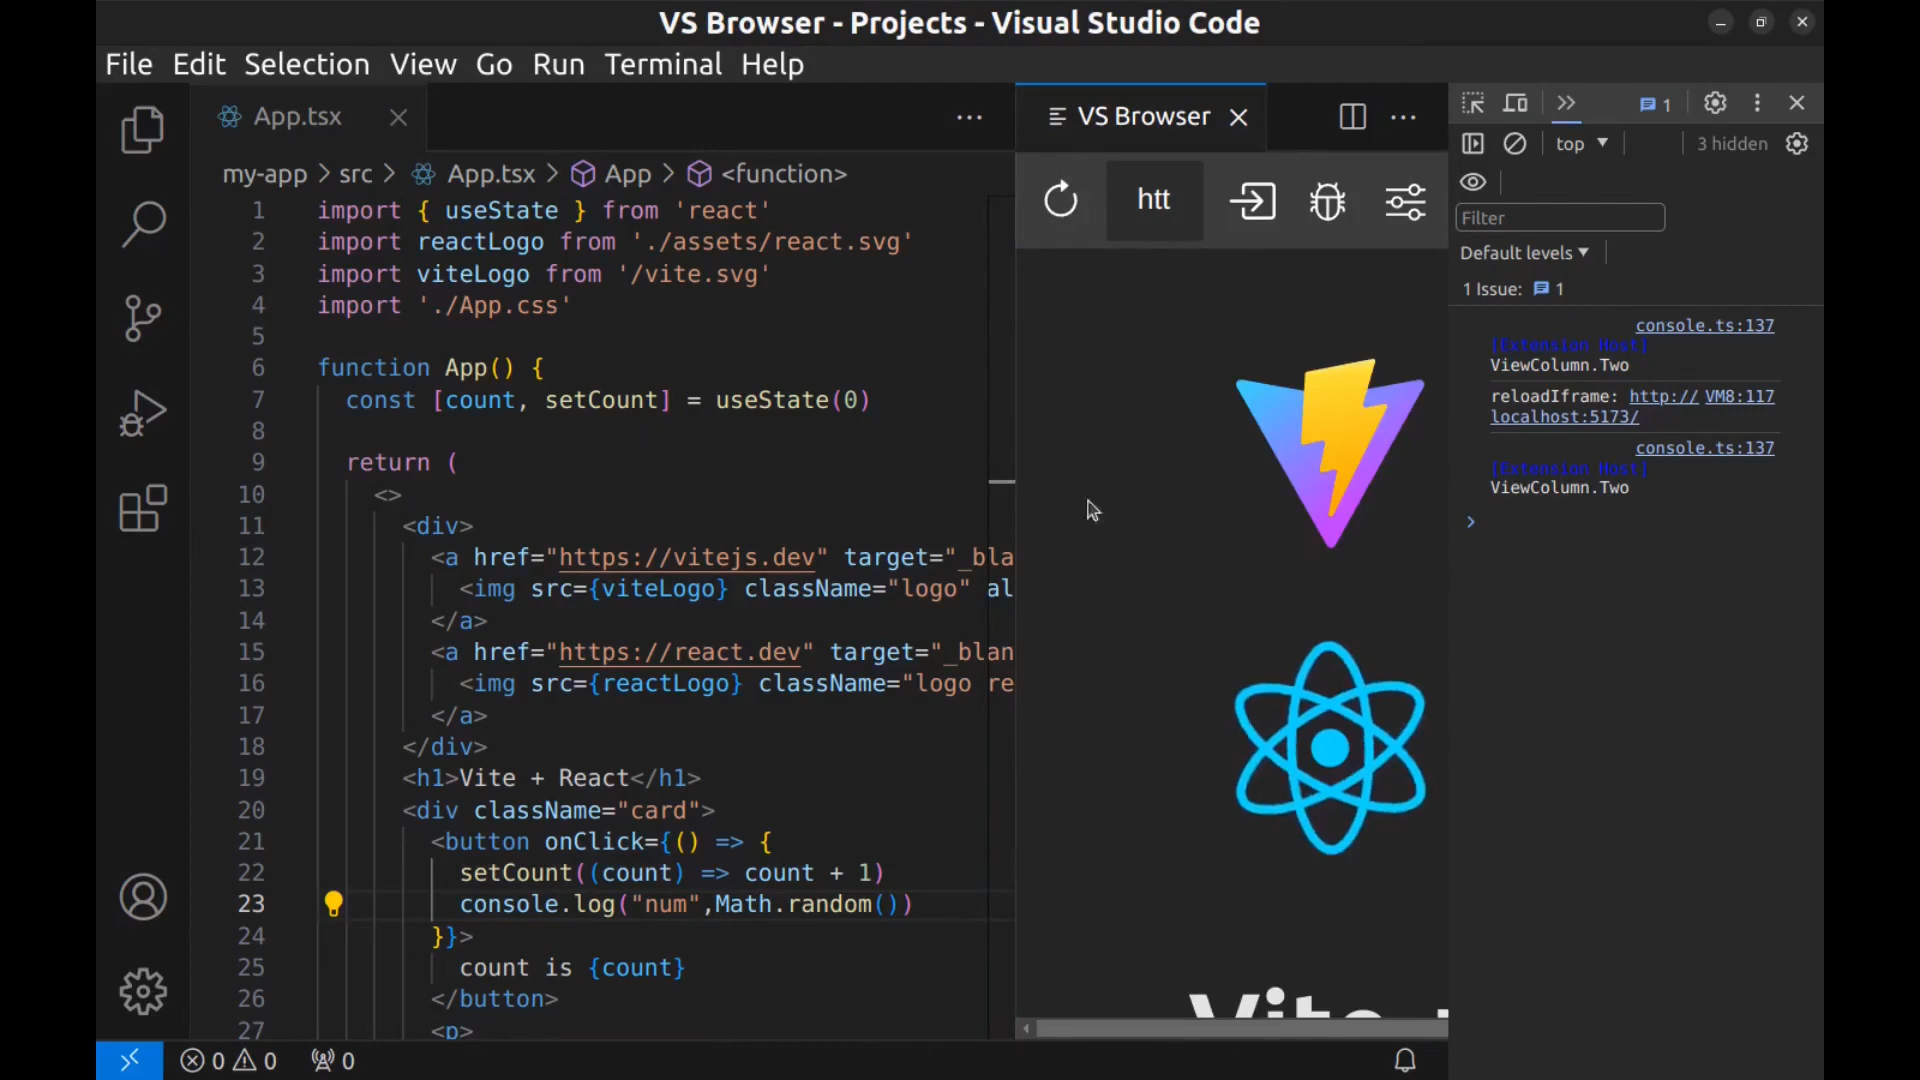 VS Browser - Projects - Visual Studio Code
File Edit Selection View Go Run Terminal Help
App.tsx
my-app > src > App.tsx > App > <function>
1 import { useState } from 'react'
2 import reactLogo from './assets/react.svg'
3 import viteLogo from '/vite.svg'
4 import './App.css'
5
6 function App() {
7 const [count, setCount] = useState(0)
8
9 return (
10 <>
11 <div>
12 <a href="https://vitejs.dev" target="_bla
13 <img src={viteLogo} className="logo" al
14 </a>
15 <a href="https://react.dev" target="_blan
16 <img src={reactLogo} className="logo re
17 </a>
18 </div>
19 <h1>Vite + React</h1>
20 <div className="card">
21 <button onClick={() => {
22 setCount((count) => count + 1)
23 console.log("num",Math.random())
24 }}>
25 count is {count}
26 </button>
27 <p>
0 0 0
VS Browser
htt
Vite
1
top 3 hidden
Filter
Default levels
1 Issue: 1
console.ts:137
[Extension Host]
ViewColumn.Two
reloadIframe: http:// VM8:117
localhost:5173/
console.ts:137
[Extension Host]
ViewColumn.Two